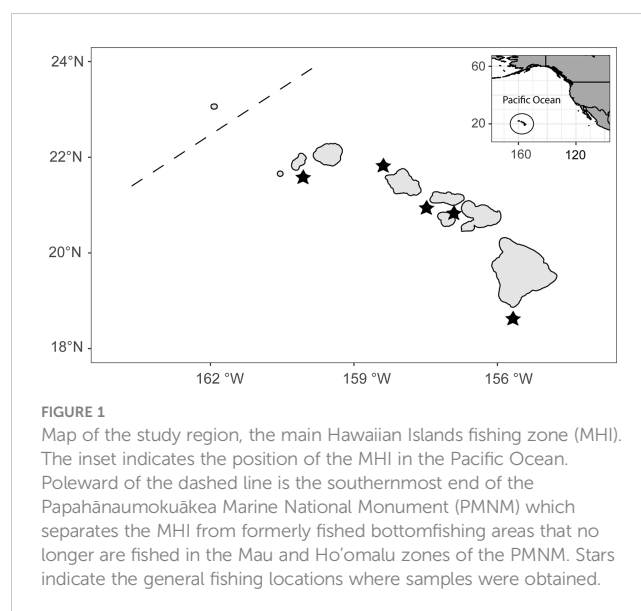 24°N
22°N
20°N
18°N
162 °W
159 °W
156 °W
60
20
Pacific Ocean
160
120
FIGURE 1
Map of the study region, the main Hawaiian Islands fishing zone (MHI).
The inset indicates the position of the MHI in the Pacific Ocean.
Poleward of the dashed line is the southernmost end of the
Papahānaumokuākea Marine National Monument (PMNM) which
separates the MHI from formerly fished bottomfishing areas that no
longer are fished in the Mau and Ho’omalu zones of the PMNM. Stars
indicate the general fishing locations where samples were obtained.